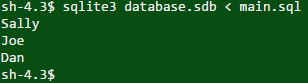 sh-4.3$ sqlite3 database.sdb < main.sql
Sally
Joe
Dan
sh-4.3$